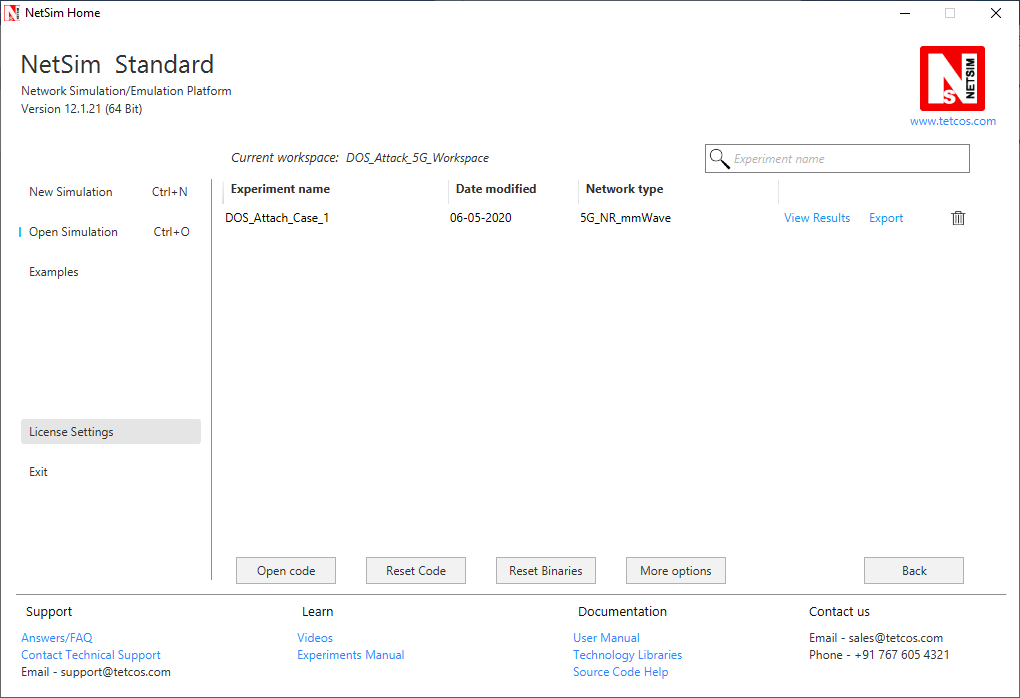 NetSim Home
NetSim Standard
Network Simulation/Emulation Platform
Version 12.1.21 (64 Bit)
NS NETSIM
www.tetcos.com
Current workspace: DOS_Attack_5G_Workspace
Experiment name
New Simulation Ctrl+N
Open Simulation Ctrl+O
Examples
License Settings
Exit
Experiment name Date modified Network type
DOS_Attach_Case_1 06-05-2020 5G_NR_mmWave View Results Export
Open code Reset Code Reset Binaries More options Back
Support
Answers/FAQ
Contact Technical Support
Email - support@tetcos.com
Learn
Videos
Experiments Manual
Documentation
User Manual
Technology Libraries
Source Code Help
Contact us
Email - sales@tetcos.com
Phone - +91 767 605 4321